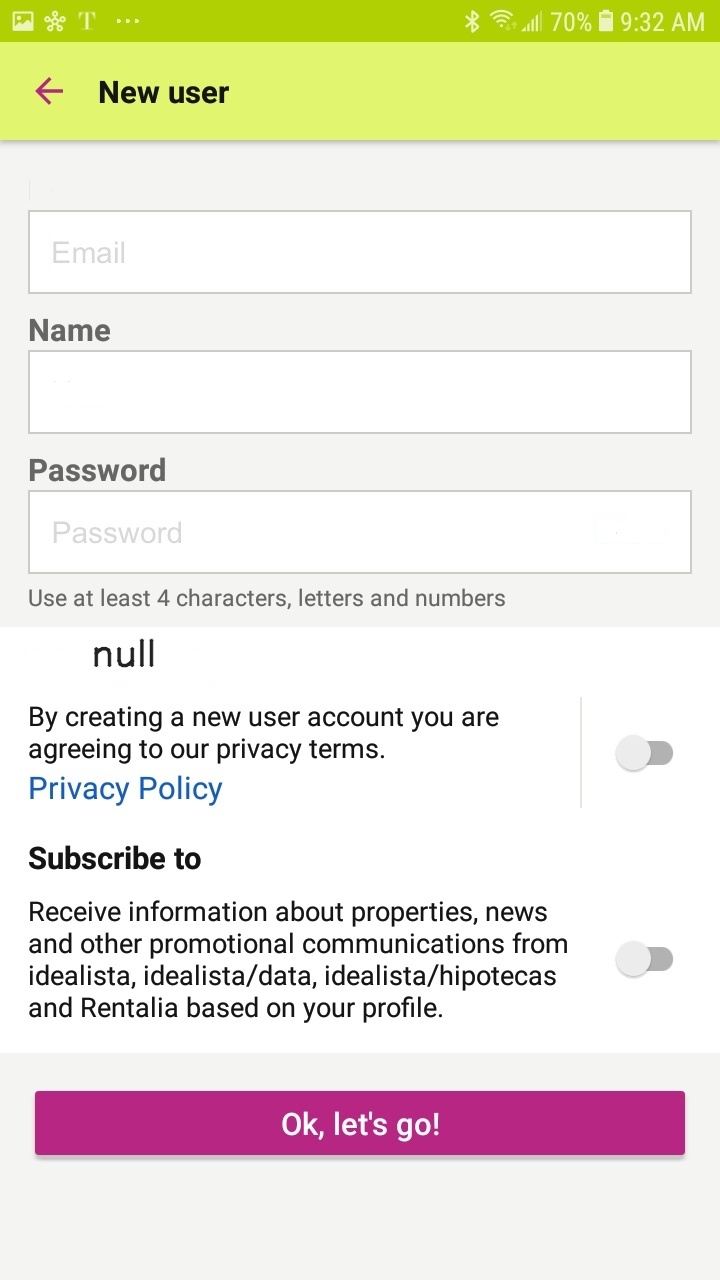 T 70% 9:32 AM
New user
Email
Name
Password
Password
Use at least 4 characters, letters and numbers
null
By creating a new user account you are
agreeing to our privacy terms.
Privacy Policy
Subscribe to
Receive information about properties, news
and other promotional communications from
idealista, idealista/data, idealista/hipotecas
and Rentalia based on your profile.
Ok, let's go!